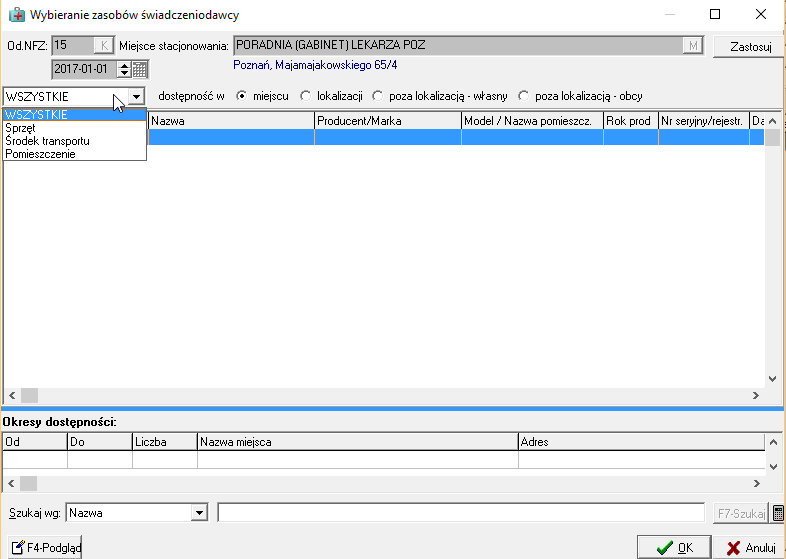 Wybieranie zasobów świadczeniodawcy
Od.NFZ: 15 K Miejsce stacjonowania: PORADNIA (GABINET) LEKARZA POZ M Zastosuj
2017-01-01 Poznań, Majamajakowskiego 65/4
WSZYSTKIE dostępność w miejscu lokalizacji poza lokalizacją - własny poza lokalizacją - obcy
WSZYSTKIE
Sprzęt
Środek transportu
Pomieszczenie
Nazwa Producent/Marka Model / Nazwa pomieszcz. Rok prod Nr seryjny/rejestr. Da
Okresy dostępności:
Od Do Liczba Nazwa miejsca Adres
Szukaj wg: Nazwa F7-Szukaj
F4-Podgląd OK Anuluj